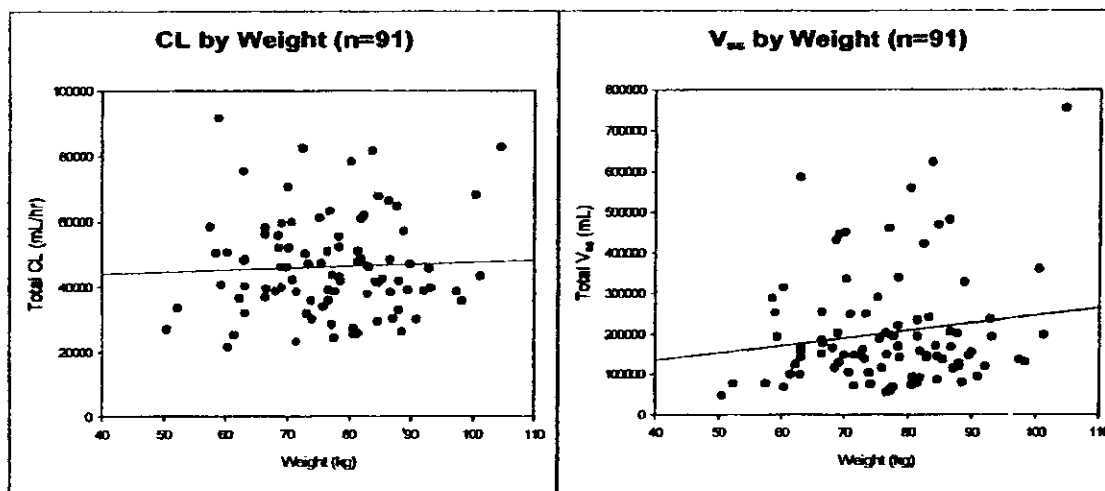 CL by Weight (n=91)
100000
80000
60000
40000
20000
0
Total CL (mL/hr)
40 50 60 70 80 90 100 110
Weight (kg)
Vss by Weight (n=91)
800000
700000
600000
500000
400000
300000
200000
100000
0
Total Vss (mL)
40 50 60 70 80 90 100 110
Weight (kg)